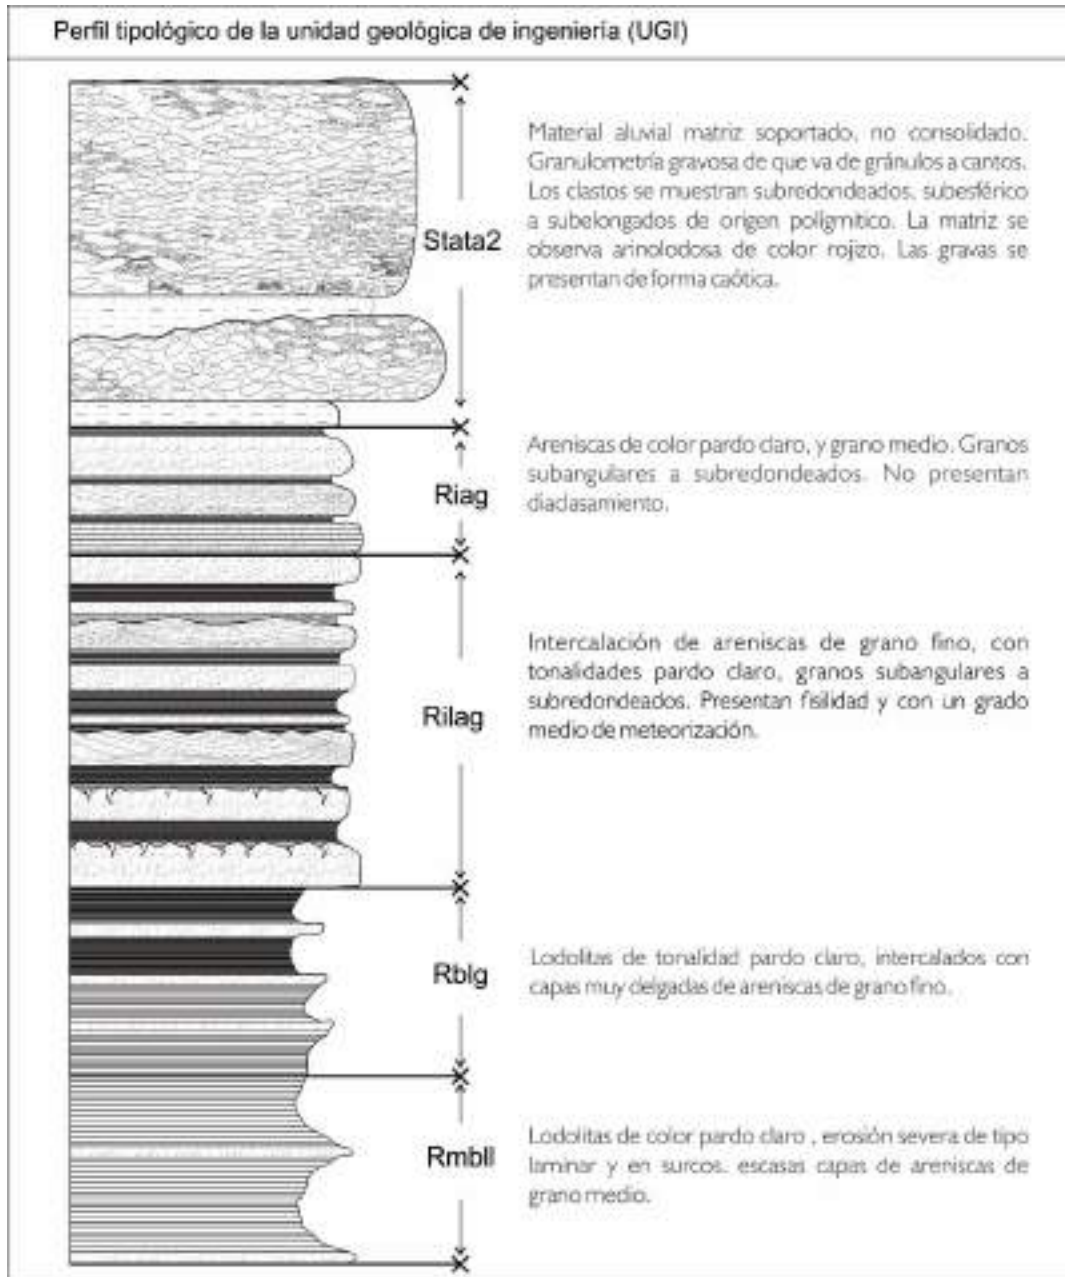 Perfil tipológico de la unidad geológica de ingeniería (UGI)
Material aluvial matriz soportado, no consolidado.
Granulometría gravosa de que va de gránulos a cantos.
Los clastos se muestran subredondeados, subesférico
a subelongados de origen polígmitico. La matriz se
observa arinolodosa de color rojizo. Las gravas se
presentan de forma caótica.
Stata2
Areniscas de color pardo claro, y grano medio. Granos
subangulares a subredondeados. No presentan
diaclasamiento.
Riag
Intercalación de areniscas de grano fino, con
tonalidades pardo claro, granos subangulares a
subredondeados. Presentan fisilidad y con un grado
medio de meteorización.
Rilag
Lodolitas de tonalidad pardo claro, intercalados con
capas muy delgadas de areniscas de grano fino.
Rblg
Lodolitas de color pardo claro , erosión severa de tipo
laminar y en surcos. escasas capas de areniscas de
grano medio.
Rmbll